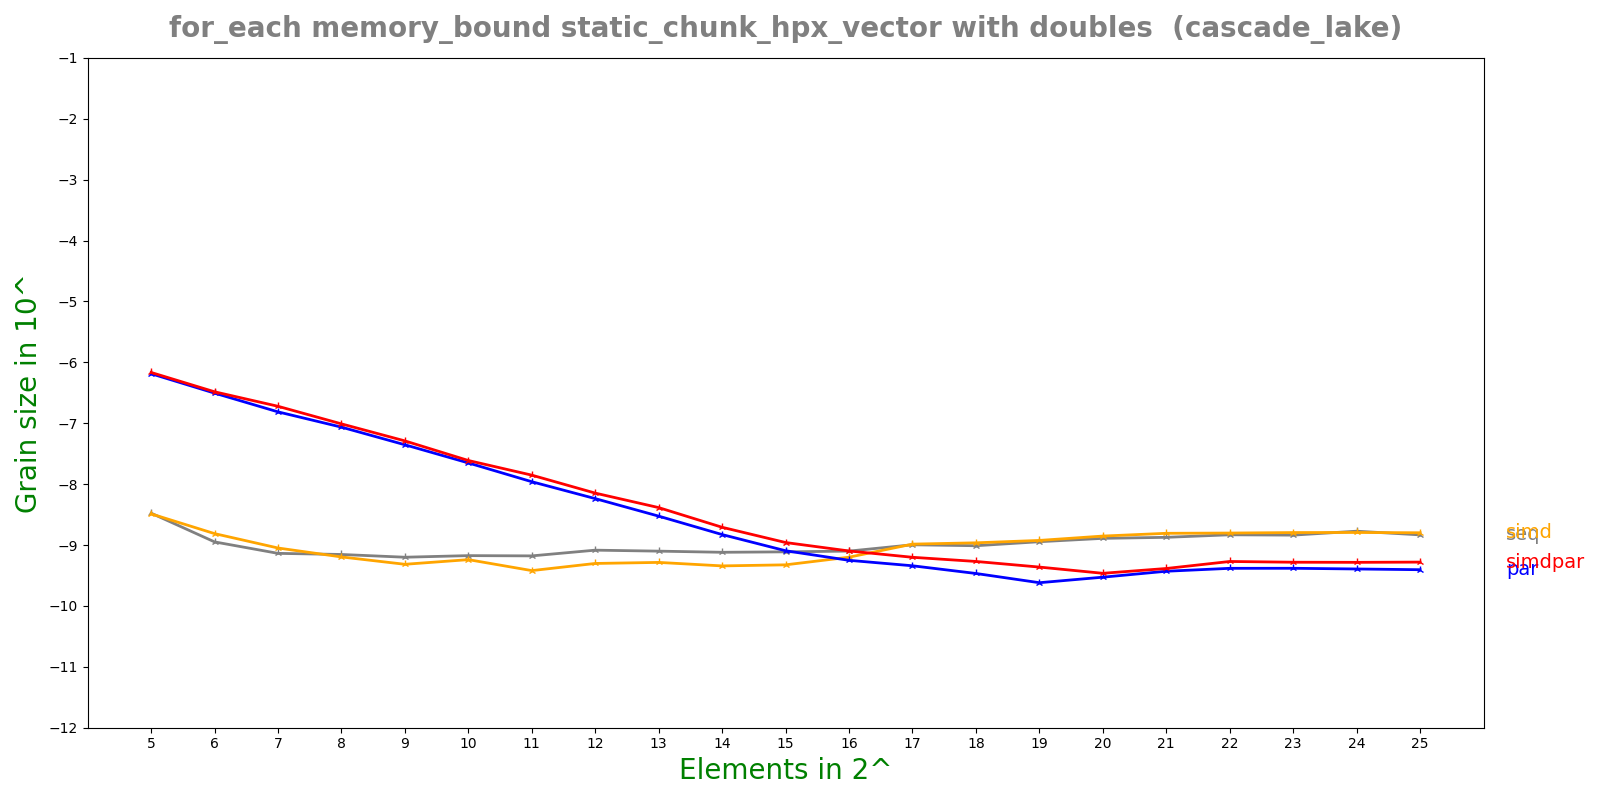 for_each memory_bound static_chunk_hpx_vector with doubles  (cascade_lake)
Grain size in 10^
−1
−2
−3
−4
−5
−6
−7
−8
−9
−10
−11
−12
simd
seq
simdpar
par
5 6 7 8 9 10 11 12 13 14 15 16 17 18 19 20 21 22 23 24 25
Elements in 2^